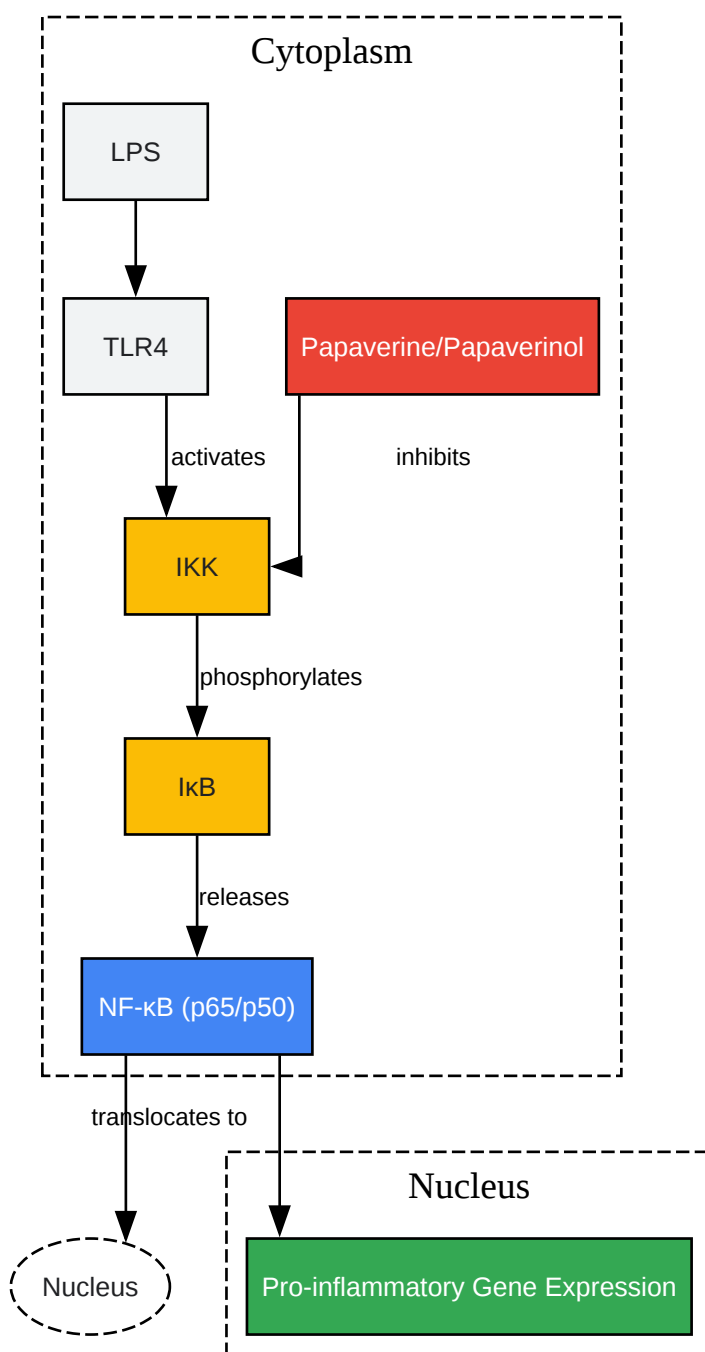 Cytoplasm
LPS
TLR4
Papaverine/Papaverinol
activates
inhibits
IKK
phosphorylates
IκB
releases
NF-κB (p65/p50)
translocates to
Nucleus
Nucleus
Pro-inflammatory Gene Expression